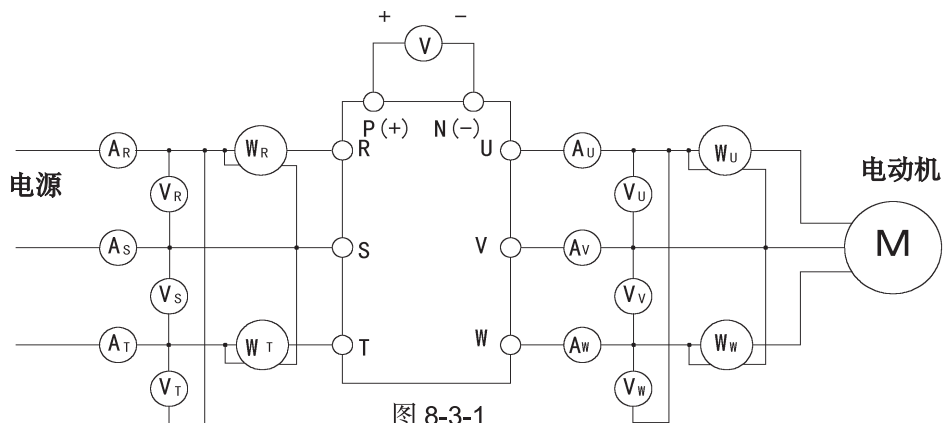 + −
V
P(+) N(-)
AR WR R U AU WU
电源 VR VU 电动机
AS S V AV M
VS VV
AT WT T W AW WW
VT VW
图 8-3-1